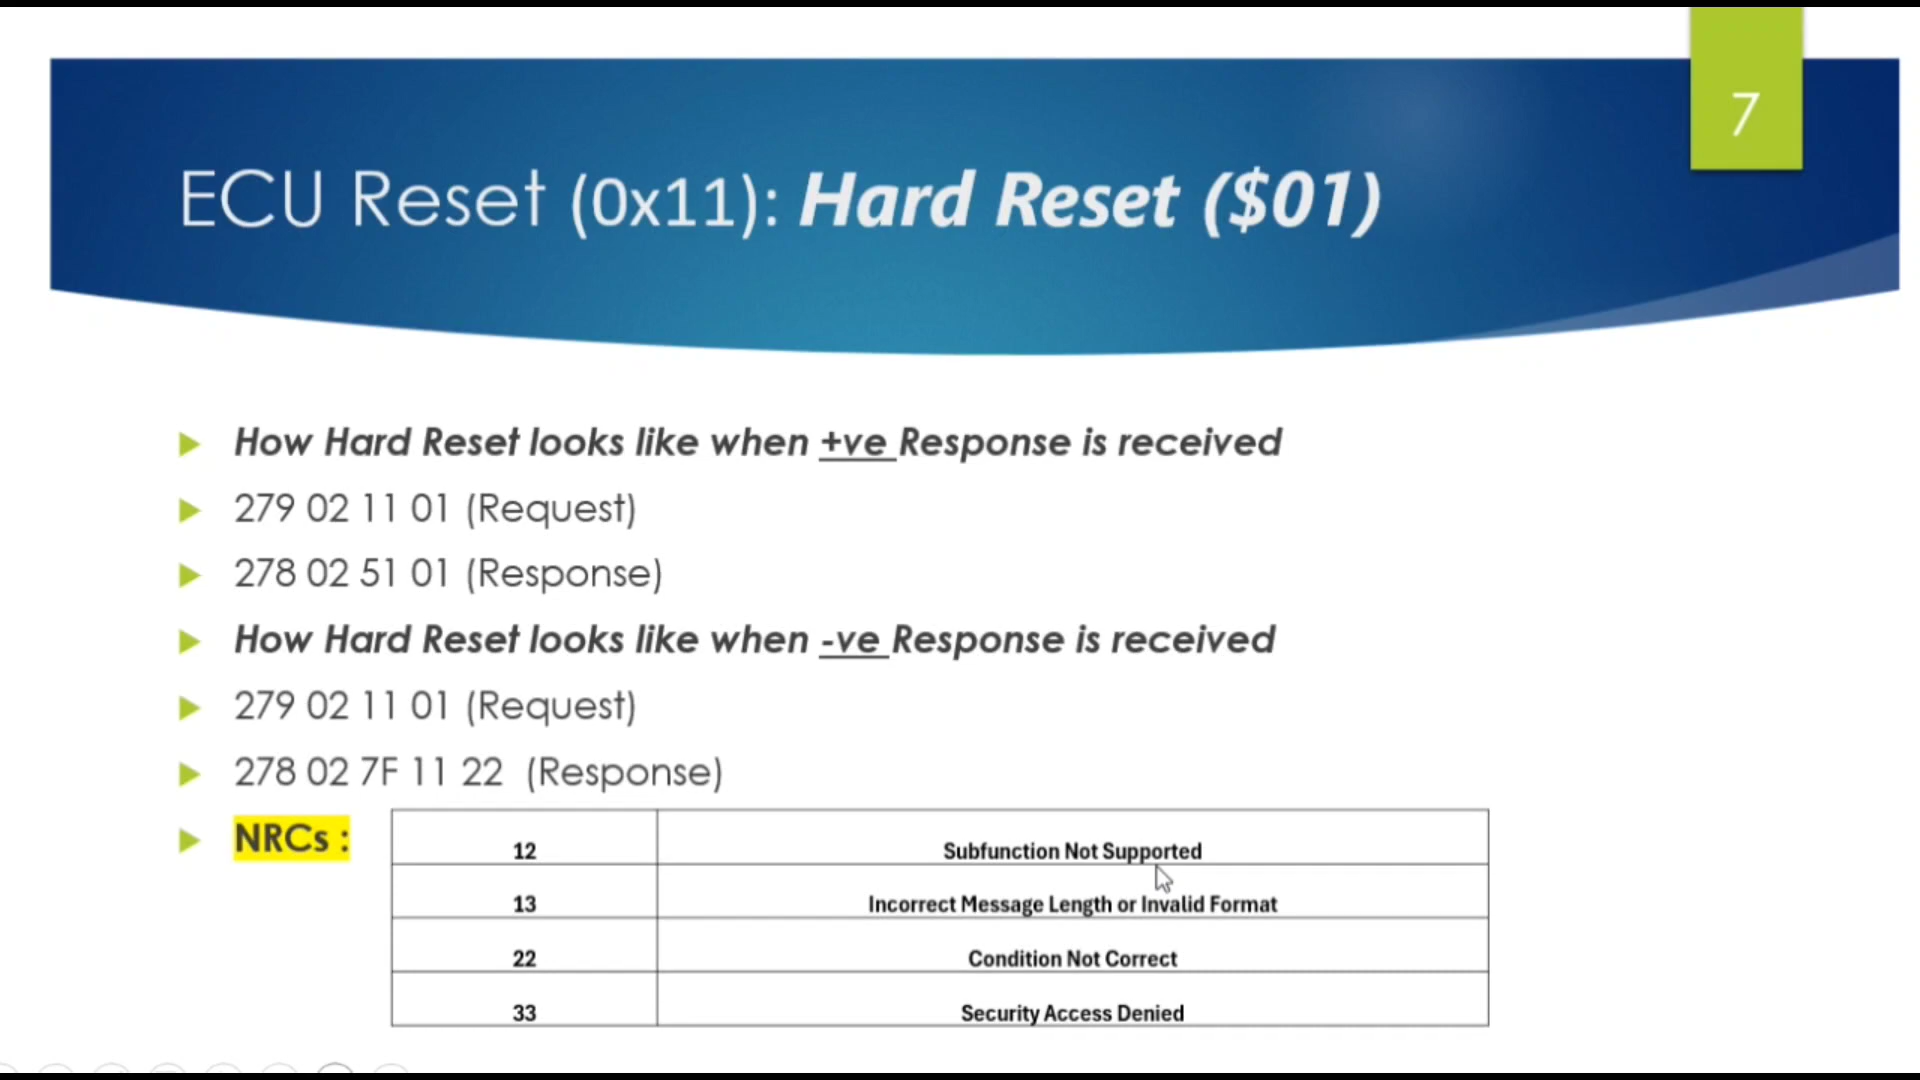 7
ECU Reset (0x11): Hard Reset ($01)
How Hard Reset looks like when +ve Response is received
279 02 11 01 (Request)
278 02 51 01 (Response)
How Hard Reset looks like when -ve Response is received
279 02 11 01 (Request)
278 02 7F 11 22 (Response)
NRCs :
12 Subfunction Not Supported
13 Incorrect Message Length or Invalid Format
22 Condition Not Correct
33 Security Access Denied